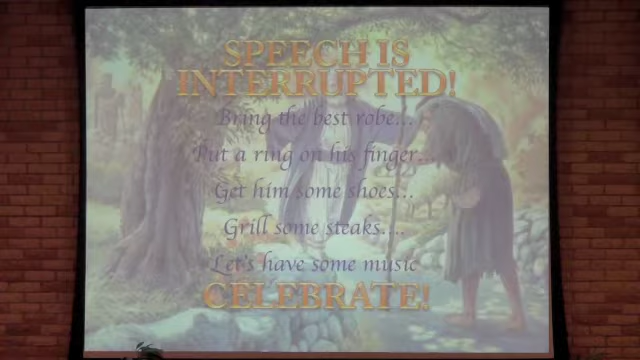 SPEECH IS
INTERRUPTED!
Bring the best robe...
Put a ring on his finger...
Get him some shoes...
Grill some steaks....
Let's have some music
CELEBRATE!